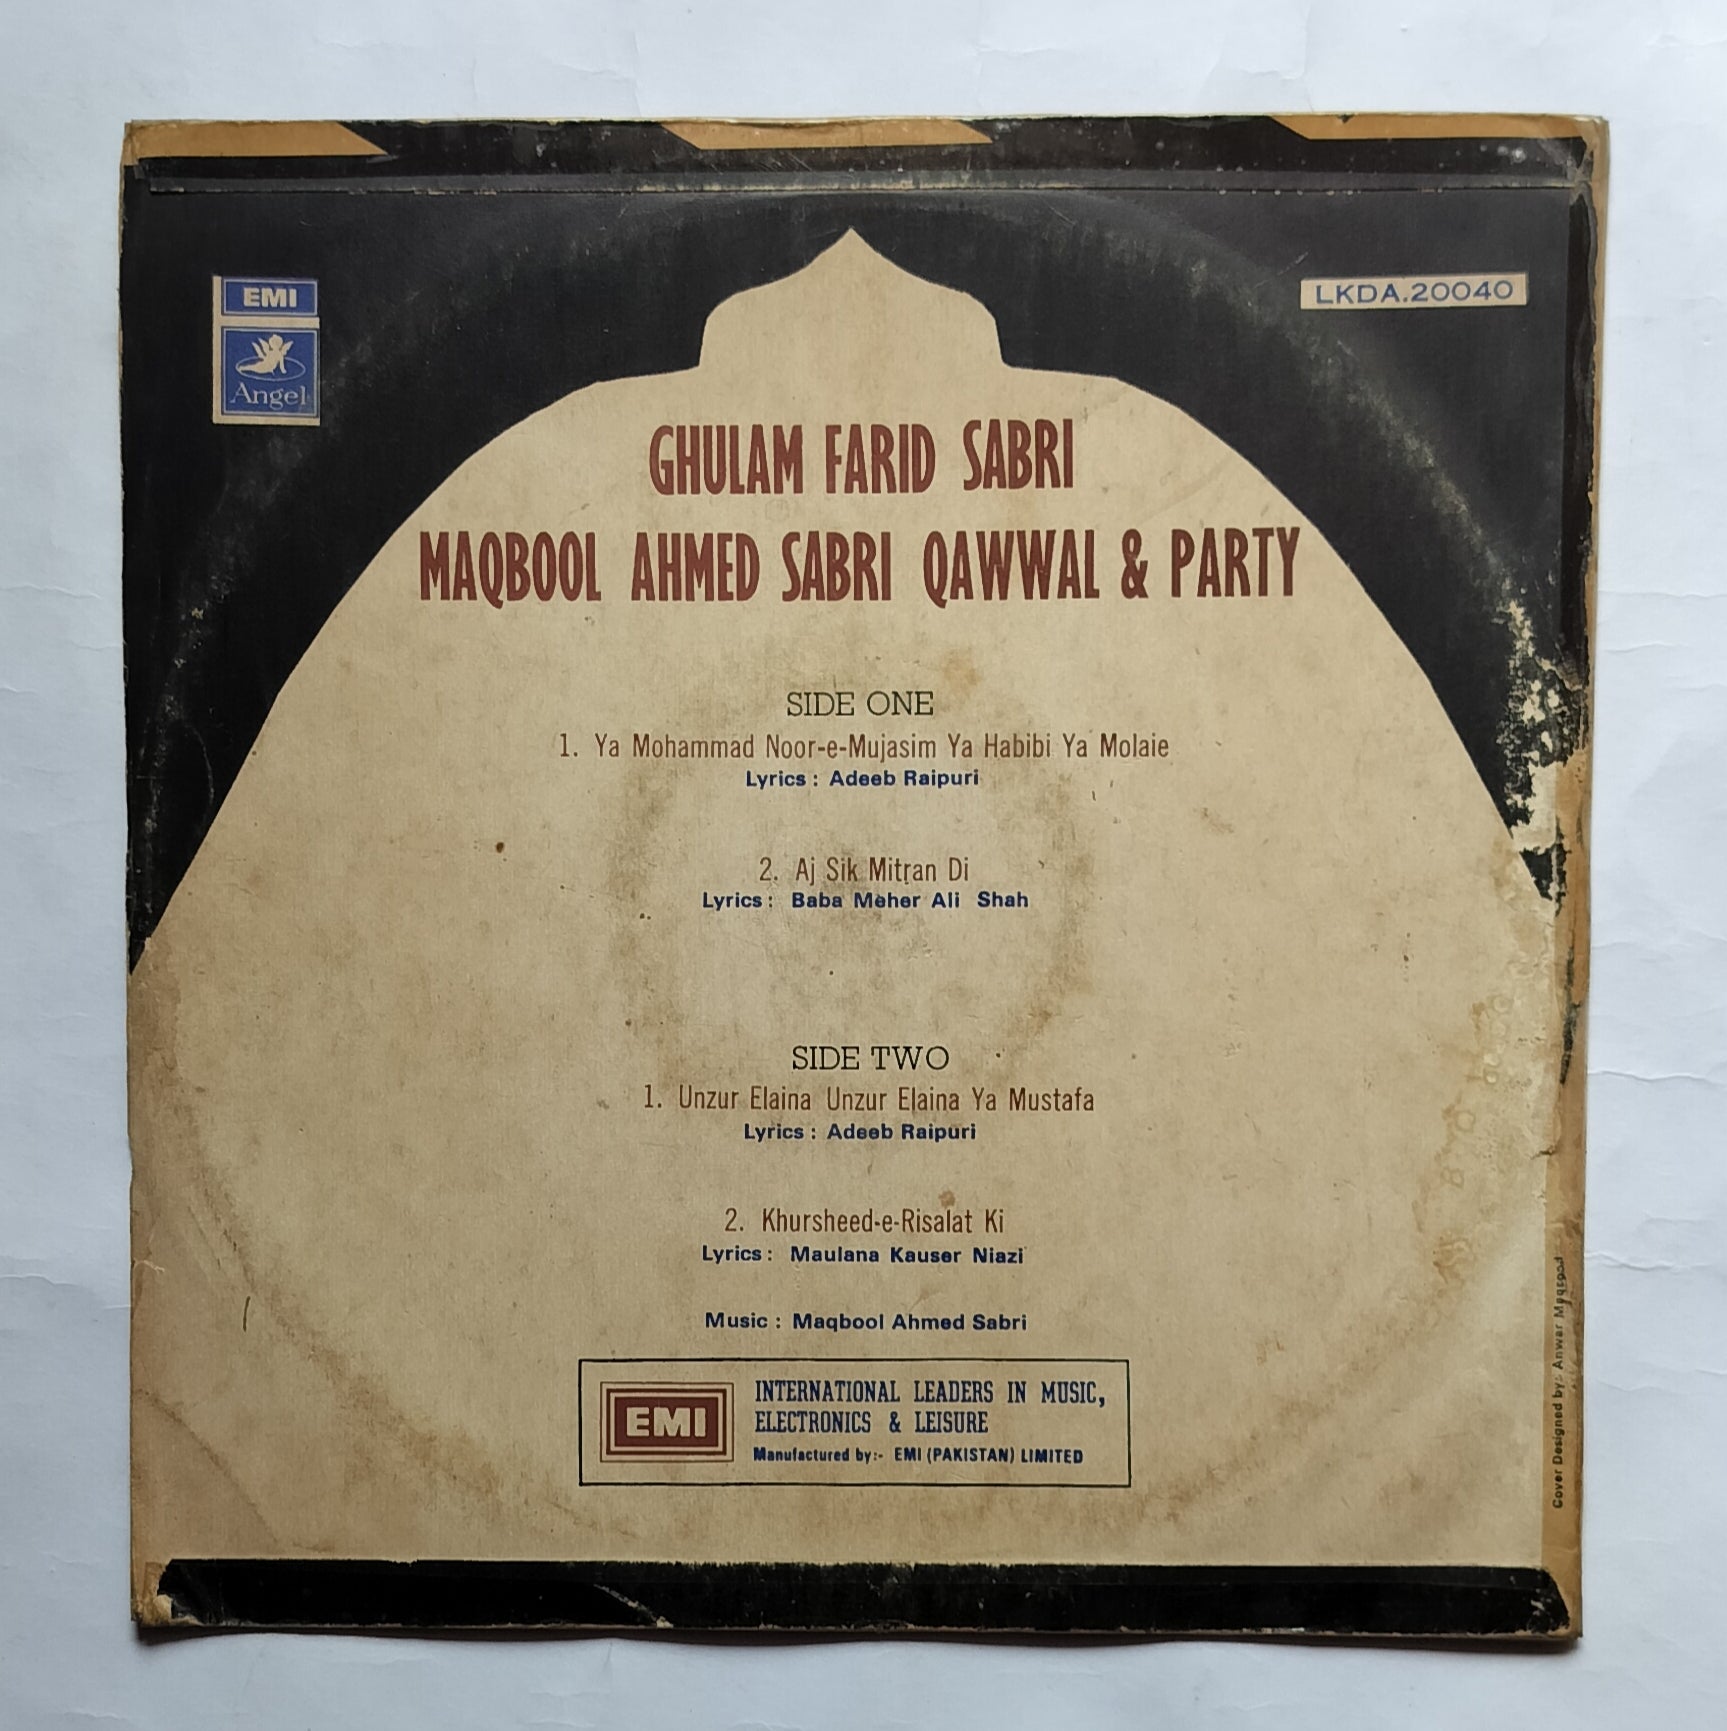 EMI
Angel
LKDA.20040
GHULAM FARID SABRI
MAQBOOL AHMED SABRI QAWWAL & PARTY
SIDE ONE
1. Ya Mohammad Noor-e-Mujasim Ya Habibi Ya Molaie
Lyrics : Adeeb Raipuri
2. Aj Sik Mitran Di
Lyrics : Baba Meher Ali Shah
SIDE TWO
1. Unzur Elaina Unzur Elaina Ya Mustafa
Lyrics : Adeeb Raipuri
2. Khursheed-e-Risalat Ki
Lyrics : Maulana Kauser Niazi
Music : Maqbool Ahmed Sabri
EMI
INTERNATIONAL LEADERS IN MUSIC,
ELECTRONICS & LEISURE
Manufactured by:- EMI (PAKISTAN) LIMITED
Cover Designed by:- Anwar Maqsood